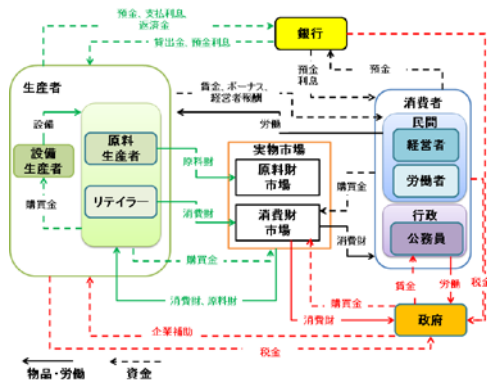 預金、支払利息
返済金
貸出金、預金利息
銀行
生産者
賃金、ボーナス、
経営者報酬
預金
利息
預金
消費者
労働
民間
設備
設備
生産者
原料
生産者
原料財
実物市場
原料財
市場
経営者
労働者
購買金
購買金
リテイラー
消費財
消費財
市場
消費財
行政
公務員
購買金
消費財、原料財
購買金
賃金
労働
税金
消費財
政府
企業補助
税金
物品・労働
資金